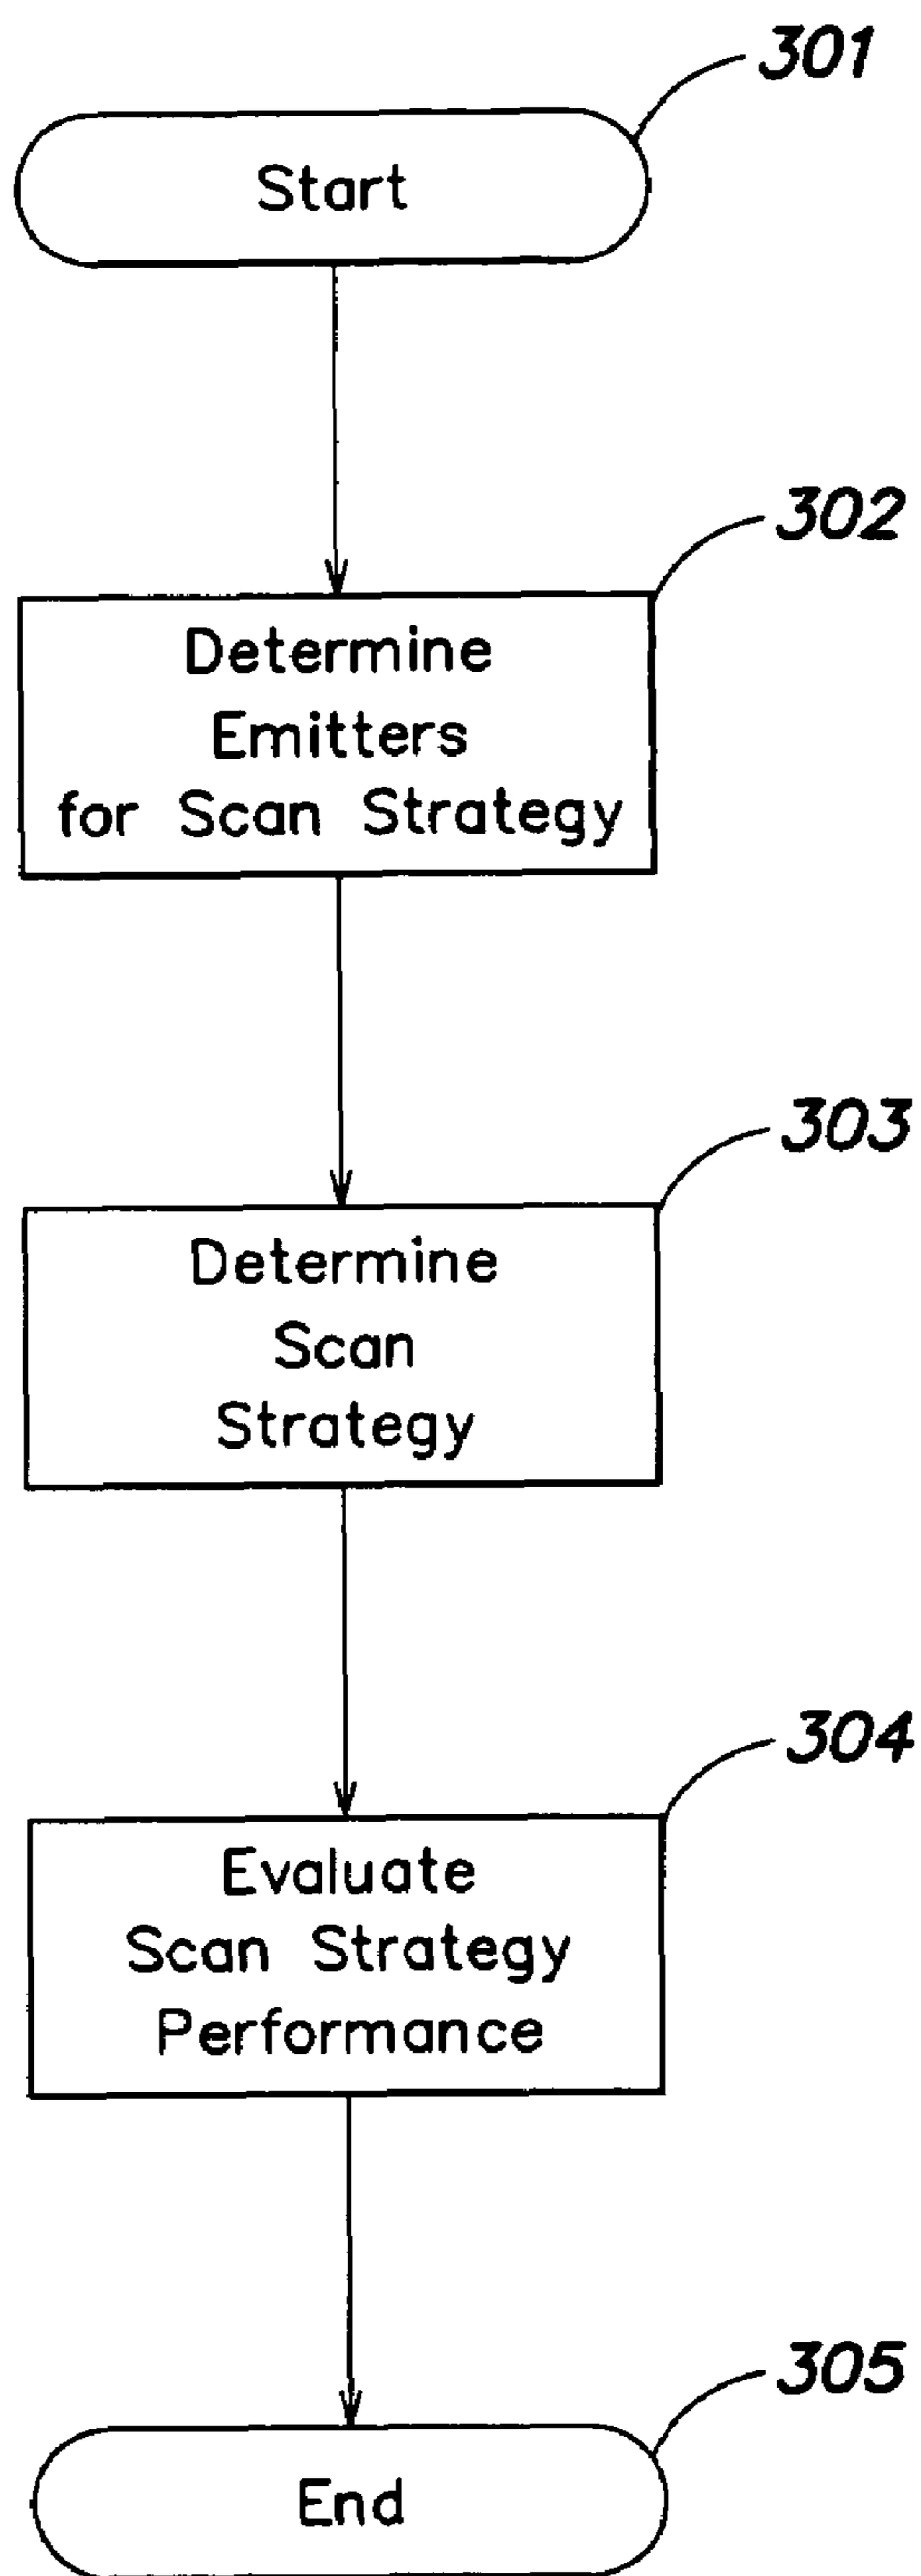 301
Start
302
Determine
Emitters
for Scan Strategy
303
Determine
Scan
Strategy
304
Evaluate
Scan Strategy
Performance
305
End